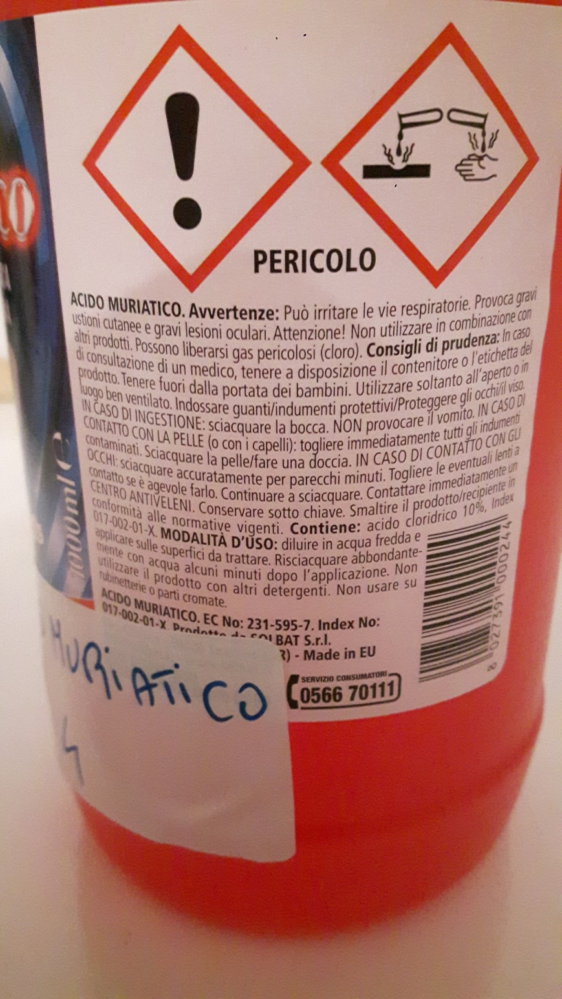 CO
1000ml e
PERICOLO
ACIDO MURIATICO. Avvertenze: Può irritare le vie respiratorie. Provoca gravi
ustioni cutanee e gravi lesioni oculari. Attenzione! Non utilizzare in combinazione con
altri prodotti. Possono liberarsi gas pericolosi (cloro). Consigli di prudenza: In caso
di consultazione di un medico, tenere a disposizione il contenitore o l'etichetta del
prodotto. Tenere fuori dalla portata dei bambini. Utilizzare soltanto all'aperto o in
luogo ben ventilato. Indossare guanti/indumenti protettivi/Proteggere gli occhi/il viso.
IN CASO DI INGESTIONE: sciacquare la bocca. NON provocare il vomito. IN CASO DI
CONTATTO CON LA PELLE (o con i capelli): togliere immediatamente tutti gli indumenti
contaminati. Sciacquare la pelle/fare una doccia. IN CASO DI CONTATTO CON GLI
OCCHI: sciacquare accuratamente per parecchi minuti. Togliere le eventuali lenti a
contatto se è agevole farlo. Continuare a sciacquare. Contattare immediatamente un
CENTRO ANTIVELENI. Conservare sotto chiave. Smaltire il prodotto/recipiente in
conformità alle normative vigenti. Contiene: acido cloridrico 10%, Index
017-002-01-X. MODALITÀ D'USO: diluire in acqua fredda e
applicare sulle superfici da trattare. Risciacquare abbondante-
mente con acqua alcuni minuti dopo l'applicazione. Non
utilizzare il prodotto con altri detergenti. Non usare su
rubinetterie o parti cromate.
ACIDO MURIATICO. EC No: 231-595-7. Index No:
017-002-01-X Prodotto da SOLBAT S.r.l.
R) - Made in EU
SERVIZIO CONSUMATORI
0566 70111
8 027391 000244
MURIATICO
4